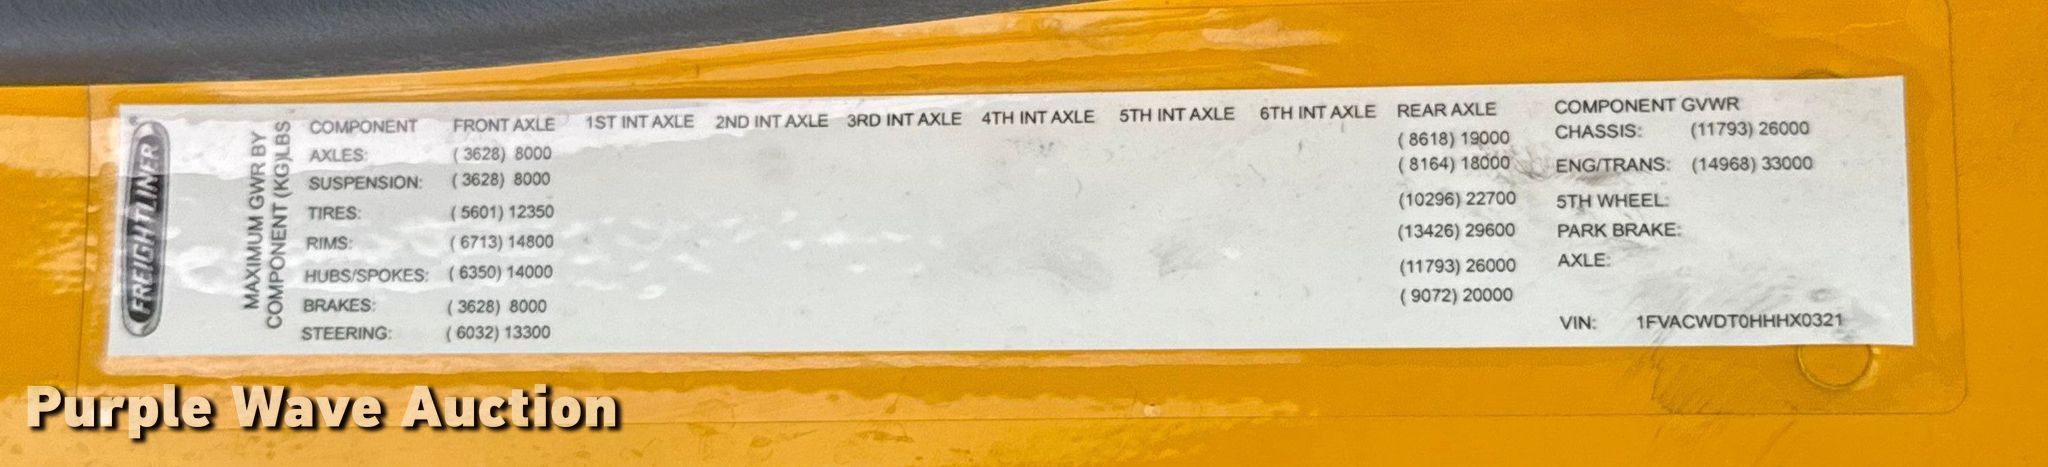 FREIGHTLINER
MAXIMUM GWR BY
COMPONENT (KG)LBS
COMPONENT FRONT AXLE 1ST INT AXLE 2ND INT AXLE 3RD INT AXLE 4TH INT AXLE 5TH INT AXLE 6TH INT AXLE REAR AXLE
AXLES: ( 3628) 8000 ( 8618) 19000
SUSPENSION: ( 3628) 8000 ( 8164) 18000
TIRES: ( 5601) 12350 (10296) 22700
RIMS: ( 6713) 14800 (13426) 29600
HUBS/SPOKES: ( 6350) 14000 (11793) 26000
BRAKES: ( 3628) 8000 ( 9072) 20000
STEERING: ( 6032) 13300
COMPONENT GVWR
CHASSIS: (11793) 26000
ENG/TRANS: (14968) 33000
5TH WHEEL:
PARK BRAKE:
AXLE:
VIN: 1FVACWDT0HHHX0321
Purple Wave Auction